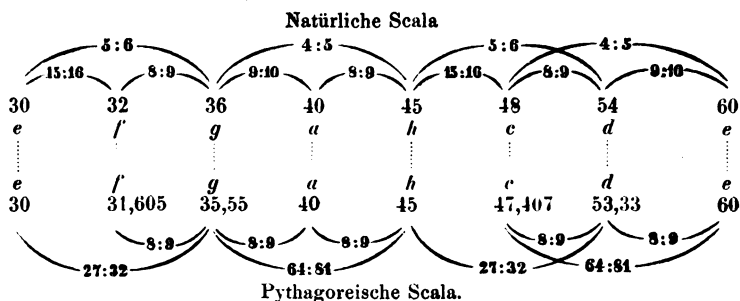 Natürliche Scala
5:6 4:5 5:6 4:5
15:16 8:9 9:10 8:9 15:16 8:9 9:10
30 32 36 40 45 48 54 60
e f g a h c d e
e f g a h c d e
30 31,605 35,55 40 45 47,407 53,33 60
8:9 8:9 8:9 8:9 8:9
27:32 64:81 27:32 64:81
Pythagoreische Scala.